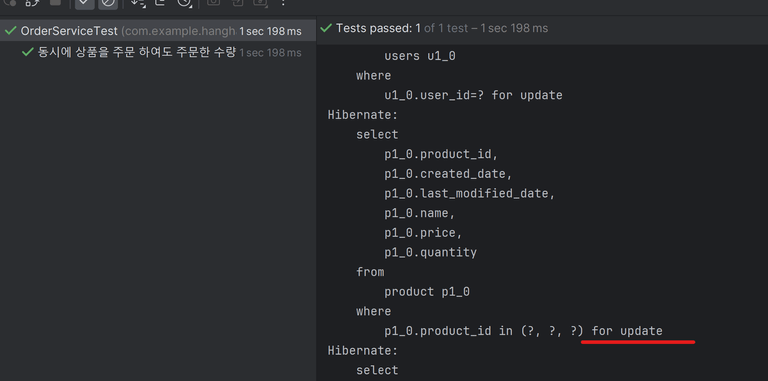 OrderServiceTest (com.example.hangh 1 sec 198 ms
동시에 상품을 주문 하여도 주문한 수량 1 sec 198 ms
Tests passed: 1 of 1 test – 1 sec 198 ms
users u1_0
where
u1_0.user_id=? for update
Hibernate:
select
p1_0.product_id,
p1_0.created_date,
p1_0.last_modified_date,
p1_0.name,
p1_0.price,
p1_0.quantity
from
product p1_0
where
p1_0.product_id in (?, ?, ?) for update
Hibernate:
select